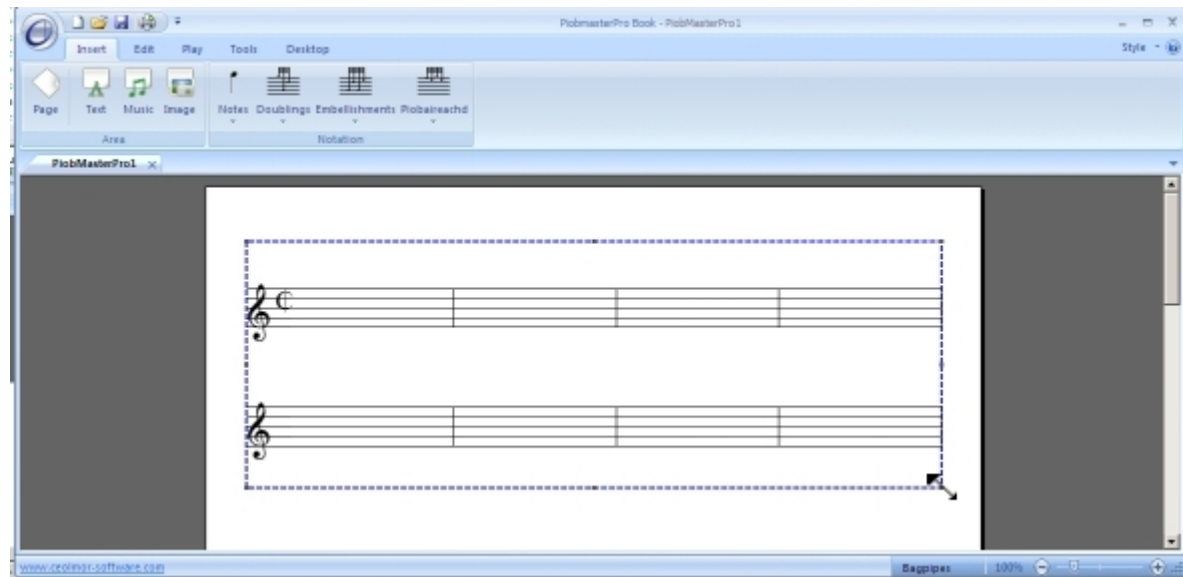 PiobmasterPro Book - PiobMasterPro1
Insert Edit Play Tools Desktop Style
Page Text Music Image Notes Doublings Embellishments Piobaireachd
Area Notation
PiobMasterPro1
www.ceolmor-software.com Bagpipes 100%